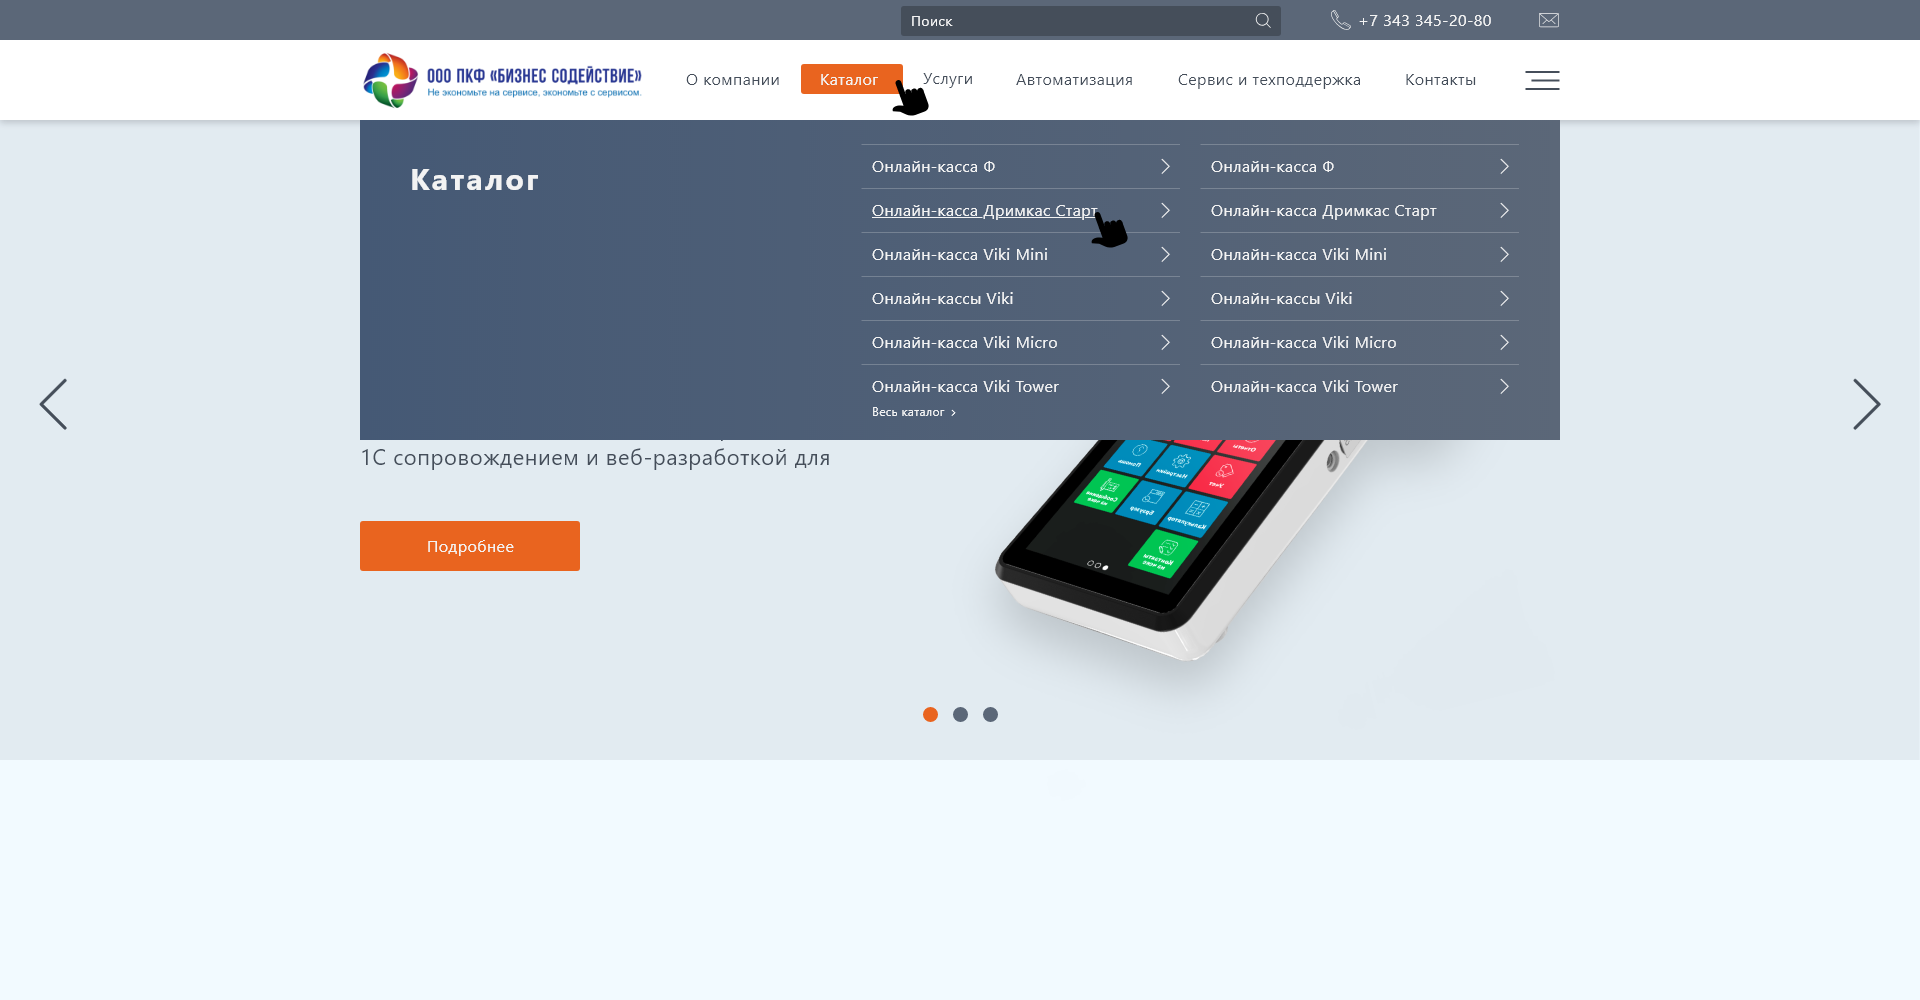 Поиск
+7 343 345-20-80
ООО ПКФ «БИЗНЕС СОДЕЙСТВИЕ»
Не экономьте на сервисе, экономьте с сервисом.
О компании
Каталог
Услуги
Автоматизация
Сервис и техподдержка
Контакты
Каталог
Онлайн-касса Ф
Онлайн-касса Дримкас Старт
Онлайн-касса Viki Mini
Онлайн-кассы Viki
Онлайн-касса Viki Micro
Онлайн-касса Viki Tower
Весь каталог
Онлайн-касса Ф
Онлайн-касса Дримкас Старт
Онлайн-касса Viki Mini
Онлайн-кассы Viki
Онлайн-касса Viki Micro
Онлайн-касса Viki Tower
1С сопровождением и веб-разработкой для
Подробнее